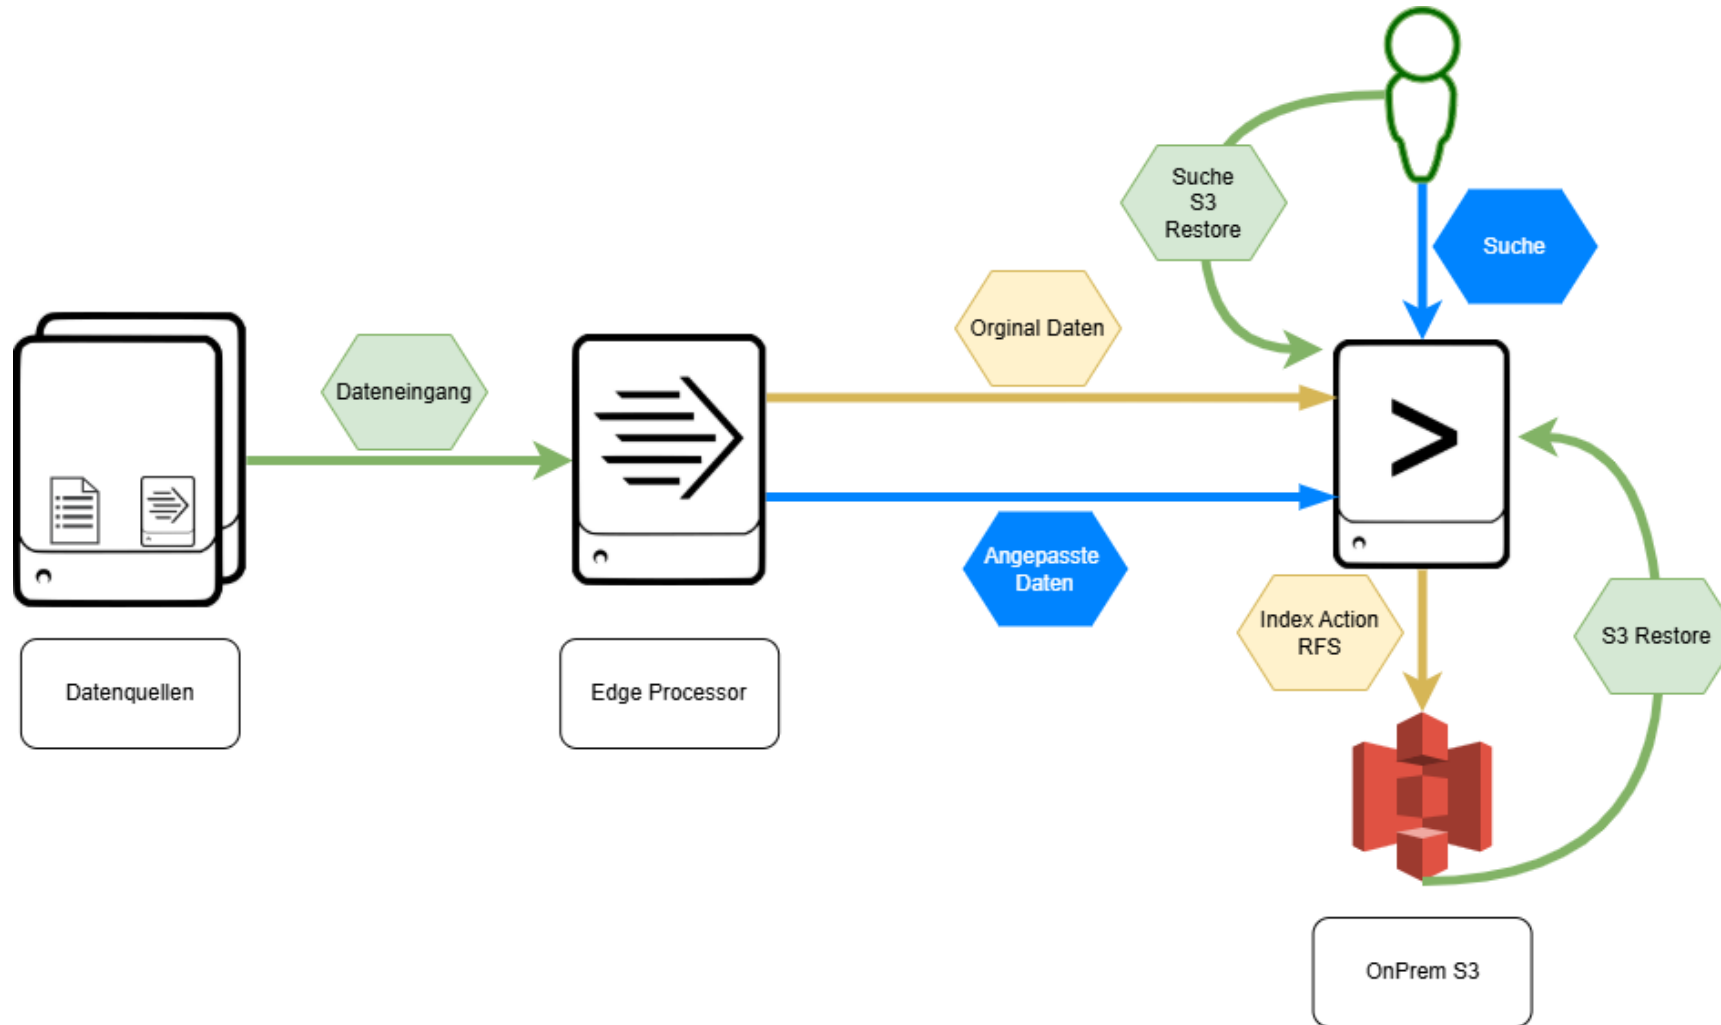 Suche
S3
Restore
Suche
Orginal Daten
Dateneingang
Angepasste
Daten
Index Action
RFS
S3 Restore
Datenquellen
Edge Processor
OnPrem S3